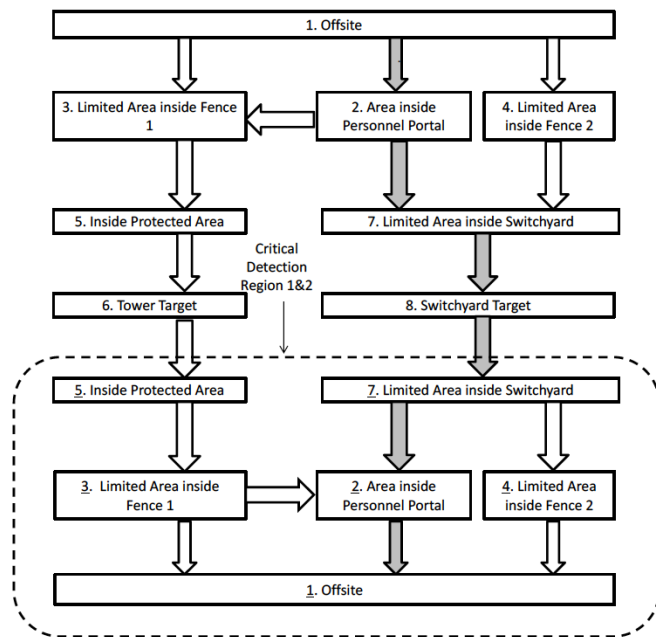 1. Offsite
3. Limited Area inside Fence
1
2. Area inside
Personnel Portal
4. Limited Area
inside Fence 2
5. Inside Protected Area
7. Limited Area inside Switchyard
Critical
Detection
Region 1&2
6. Tower Target
8. Switchyard Target
5. Inside Protected Area
7. Limited Area inside Switchyard
3. Limited Area inside
Fence 1
2. Area inside
Personnel Portal
4. Limited Area
inside Fence 2
1. Offsite